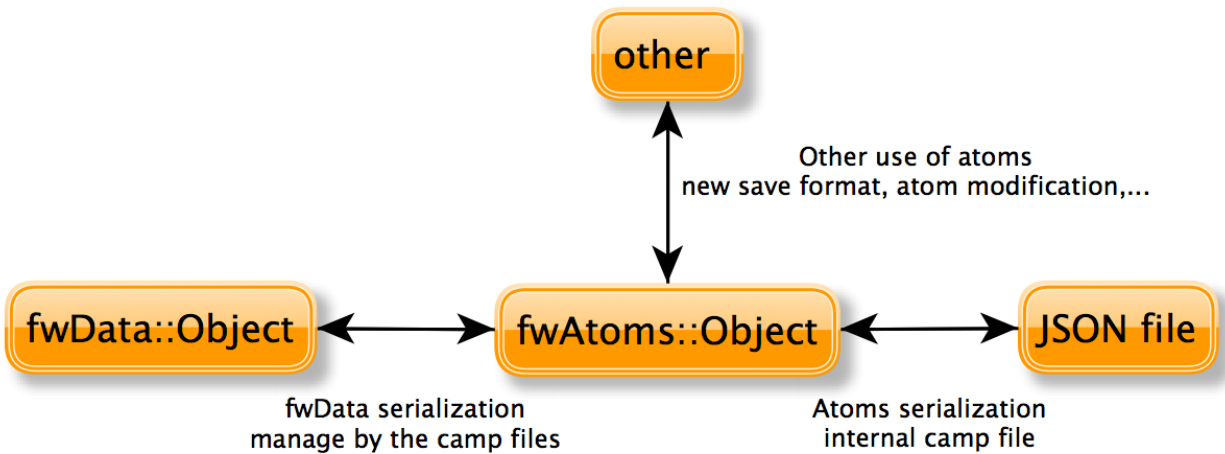 other
Other use of atoms
new save format, atom modification,...
fwData::Object
fwAtoms::Object
JSON file
fwData serialization
manage by the camp files
Atoms serialization
internal camp file